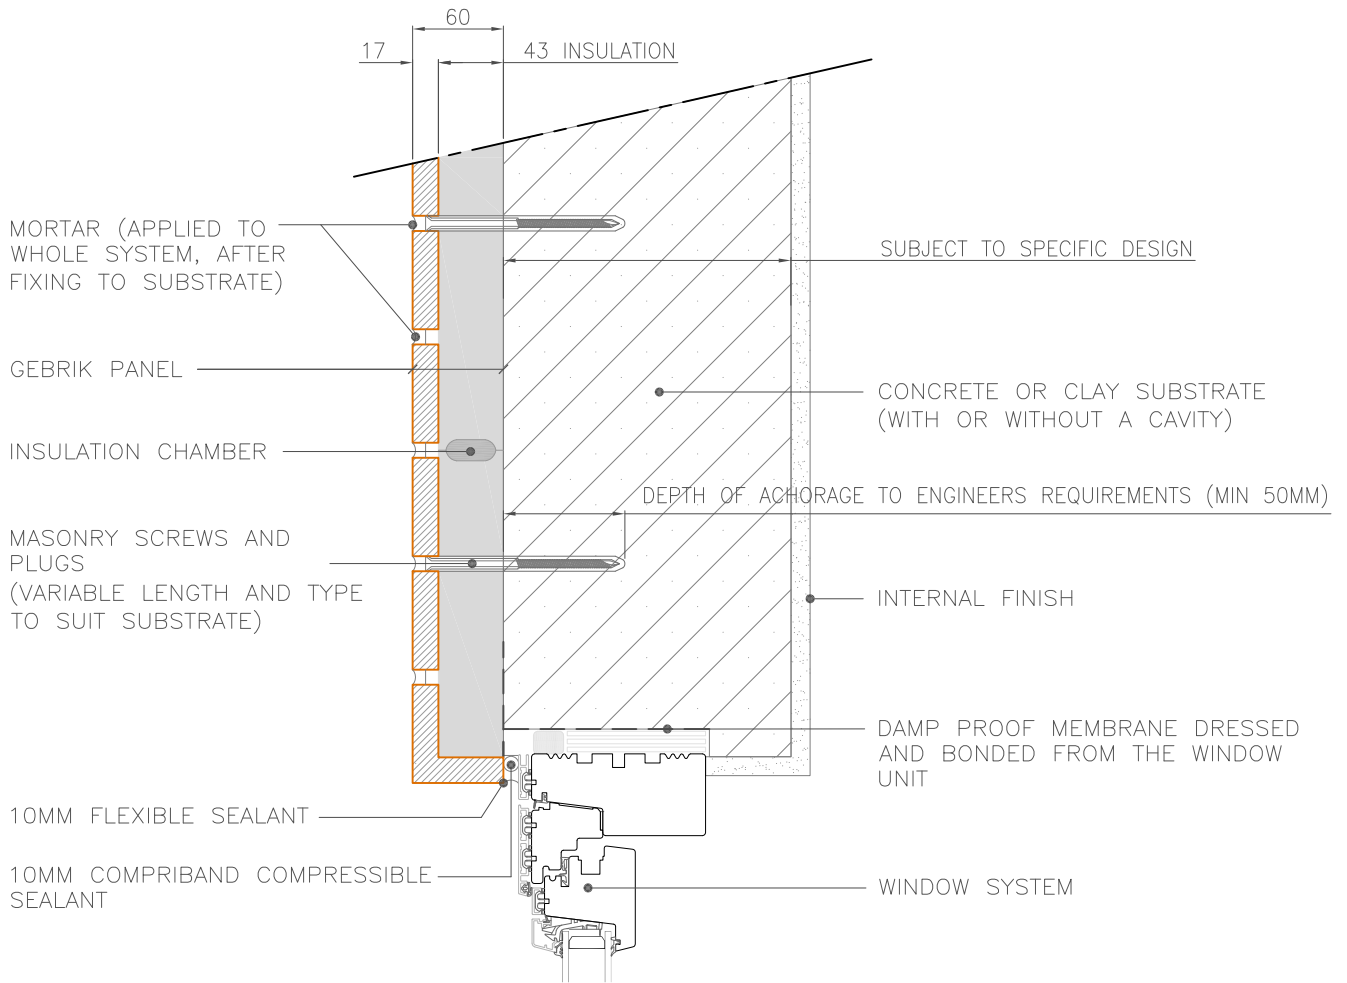 60
17
43 INSULATION
MORTAR (APPLIED TO
WHOLE SYSTEM, AFTER
FIXING TO SUBSTRATE)
SUBJECT TO SPECIFIC DESIGN
GEBRIK PANEL
CONCRETE OR CLAY SUBSTRATE
(WITH OR WITHOUT A CAVITY)
INSULATION CHAMBER
DEPTH OF ACHORAGE TO ENGINEERS REQUIREMENTS (MIN 50MM)
MASONRY SCREWS AND
PLUGS
(VARIABLE LENGTH AND TYPE
TO SUIT SUBSTRATE)
INTERNAL FINISH
DAMP PROOF MEMBRANE DRESSED
AND BONDED FROM THE WINDOW
UNIT
10MM FLEXIBLE SEALANT
10MM COMPRIBAND COMPRESSIBLE
SEALANT
WINDOW SYSTEM